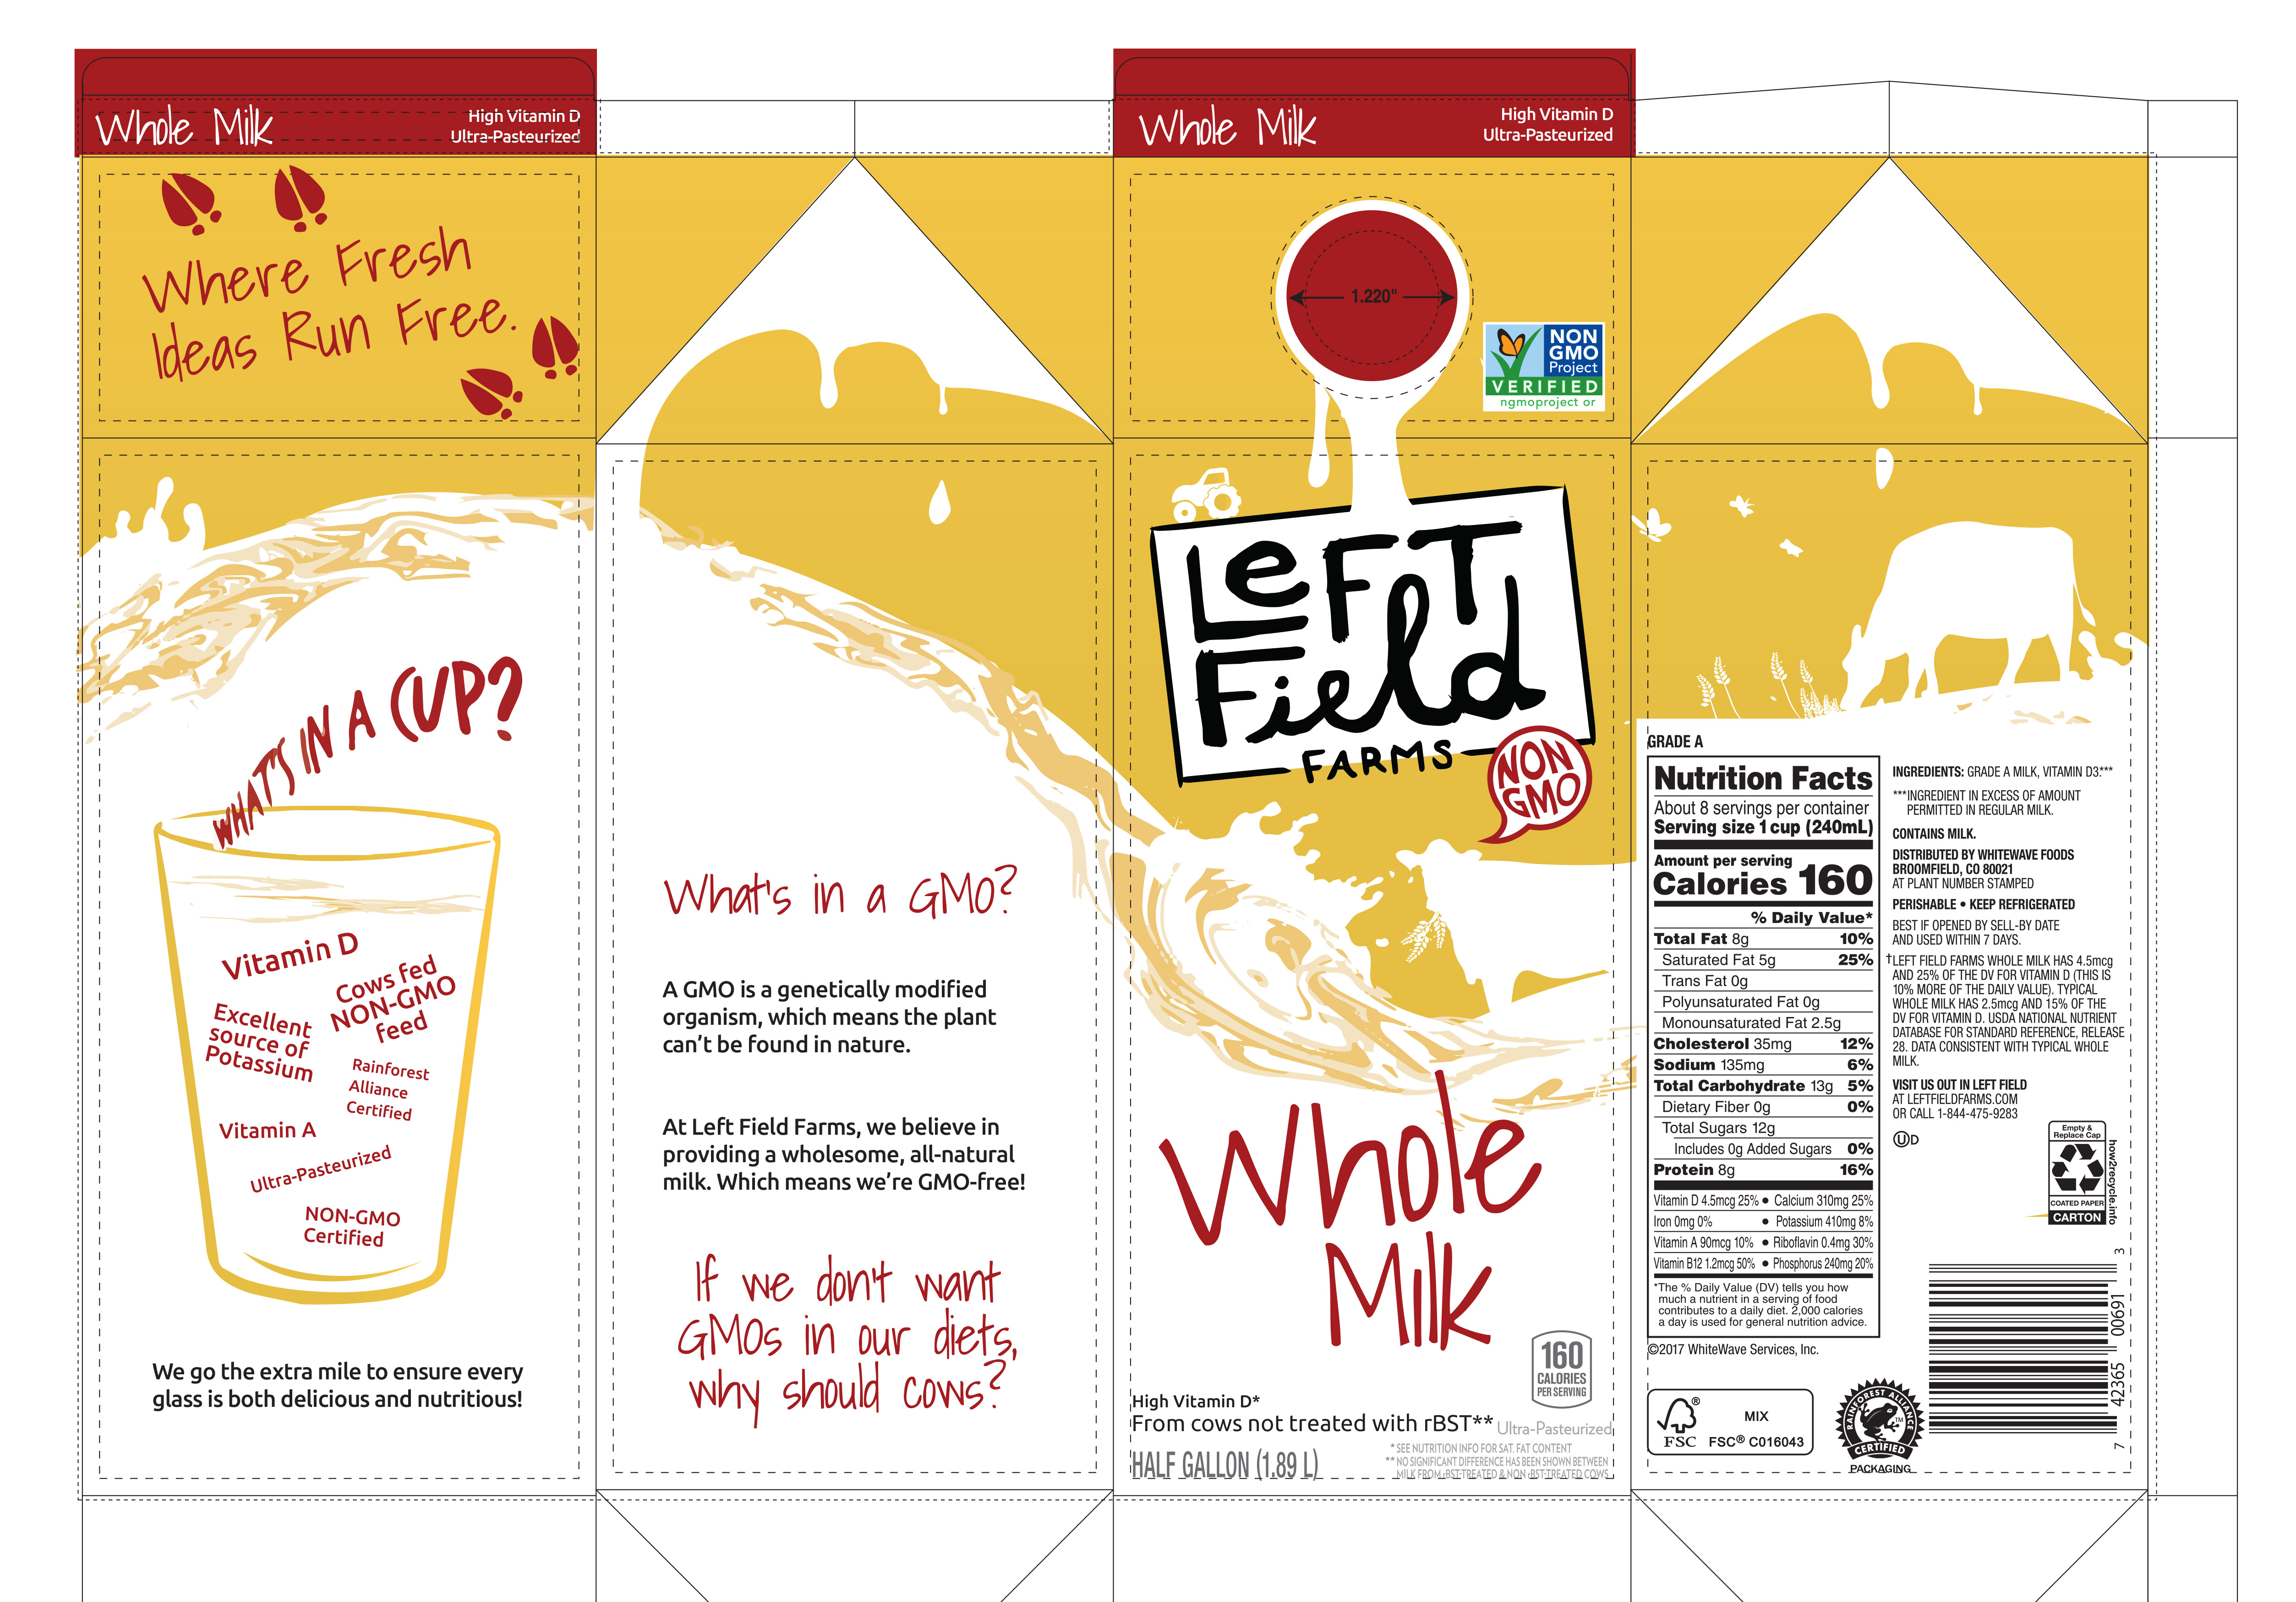 Whole Milk
High Vitamin D
Ultra-Pasteurized
Where Fresh
Ideas Run Free.
WHAT'S IN A CUP?
Vitamin D
Cows fed
NON-GMO
feed
Excellent
source of
Potassium
Rainforest
Alliance
Certified
Vitamin A
Ultra-Pasteurized
NON-GMO
Certified
We go the extra mile to ensure every
glass is both delicious and nutritious!
What's in a GMO?
A GMO is a genetically modified
organism, which means the plant
can't be found in nature.
At Left Field Farms, we believe in
providing a wholesome, all-natural
milk. Which means we're GMO-free!
If we don't want
GMOs in our diets,
why should cows?
Whole Milk
High Vitamin D
Ultra-Pasteurized
1.220"
NON
GMO
Project
VERIFIED
ngmoproject or
LeFT
Field
FARMS
NON
GMO
Whole
Milk
160
CALORIES
PER SERVING
High Vitamin D*
From cows not treated with rBST**
Ultra-Pasteurized
HALF GALLON (1.89 L)
* SEE NUTRITION INFO FOR SAT. FAT CONTENT
** NO SIGNIFICANT DIFFERENCE HAS BEEN SHOWN BETWEEN
MILK FROM rBST-TREATED & NON rBST-TREATED COWS
GRADE A
Nutrition Facts
About 8 servings per container
Serving size 1 cup (240mL)
Amount per serving
Calories 160
% Daily Value*
Total Fat 8g 10%
Saturated Fat 5g 25%
Trans Fat 0g
Polyunsaturated Fat 0g
Monounsaturated Fat 2.5g
Cholesterol 35mg 12%
Sodium 135mg 6%
Total Carbohydrate 13g 5%
Dietary Fiber 0g 0%
Total Sugars 12g
Includes 0g Added Sugars 0%
Protein 8g 16%
Vitamin D 4.5mcg 25% • Calcium 310mg 25%
Iron 0mg 0% • Potassium 410mg 8%
Vitamin A 90mcg 10% • Riboflavin 0.4mg 30%
Vitamin B12 1.2mcg 50% • Phosphorus 240mg 20%
*The % Daily Value (DV) tells you how
much a nutrient in a serving of food
contributes to a daily diet. 2,000 calories
a day is used for general nutrition advice.
©2017 WhiteWave Services, Inc.
INGREDIENTS: GRADE A MILK, VITAMIN D3.***
***INGREDIENT IN EXCESS OF AMOUNT
PERMITTED IN REGULAR MILK.
CONTAINS MILK.
DISTRIBUTED BY WHITEWAVE FOODS
BROOMFIELD, CO 80021
AT PLANT NUMBER STAMPED
PERISHABLE • KEEP REFRIGERATED
BEST IF OPENED BY SELL-BY DATE
AND USED WITHIN 7 DAYS.
†LEFT FIELD FARMS WHOLE MILK HAS 4.5mcg
AND 25% OF THE DV FOR VITAMIN D (THIS IS
10% MORE OF THE DAILY VALUE). TYPICAL
WHOLE MILK HAS 2.5mcg AND 15% OF THE
DV FOR VITAMIN D. USDA NATIONAL NUTRIENT
DATABASE FOR STANDARD REFERENCE, RELEASE
28. DATA CONSISTENT WITH TYPICAL WHOLE
MILK.
VISIT US OUT IN LEFT FIELD
AT LEFTFIELDFARMS.COM
OR CALL 1-844-475-9283
UD
Empty &
Replace Cap
COATED PAPER
CARTON
how2recycle.info
7 42365 00691 3
FSC®
MIX
FSC® C016043
RAINFOREST ALLIANCE
TM
CERTIFIED
PACKAGING